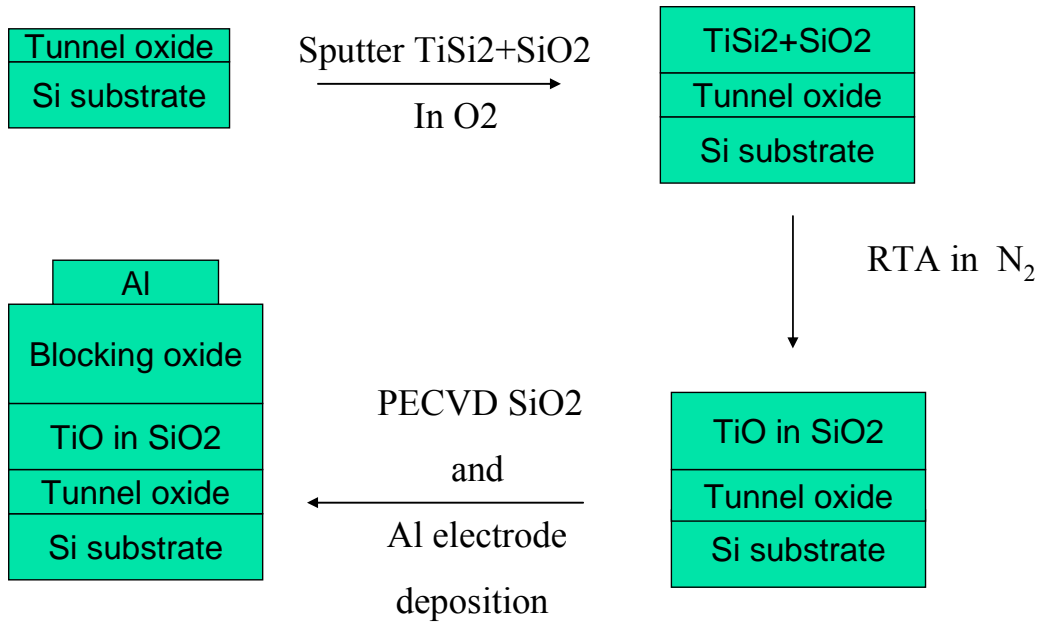 Tunnel oxide
Si substrate
Sputter TiSi2+SiO2
In O2
TiSi2+SiO2
Tunnel oxide
Si substrate
RTA in N₂
TiO in SiO2
Tunnel oxide
Si substrate
PECVD SiO2
and
Al electrode
deposition
Al
Blocking oxide
TiO in SiO2
Tunnel oxide
Si substrate